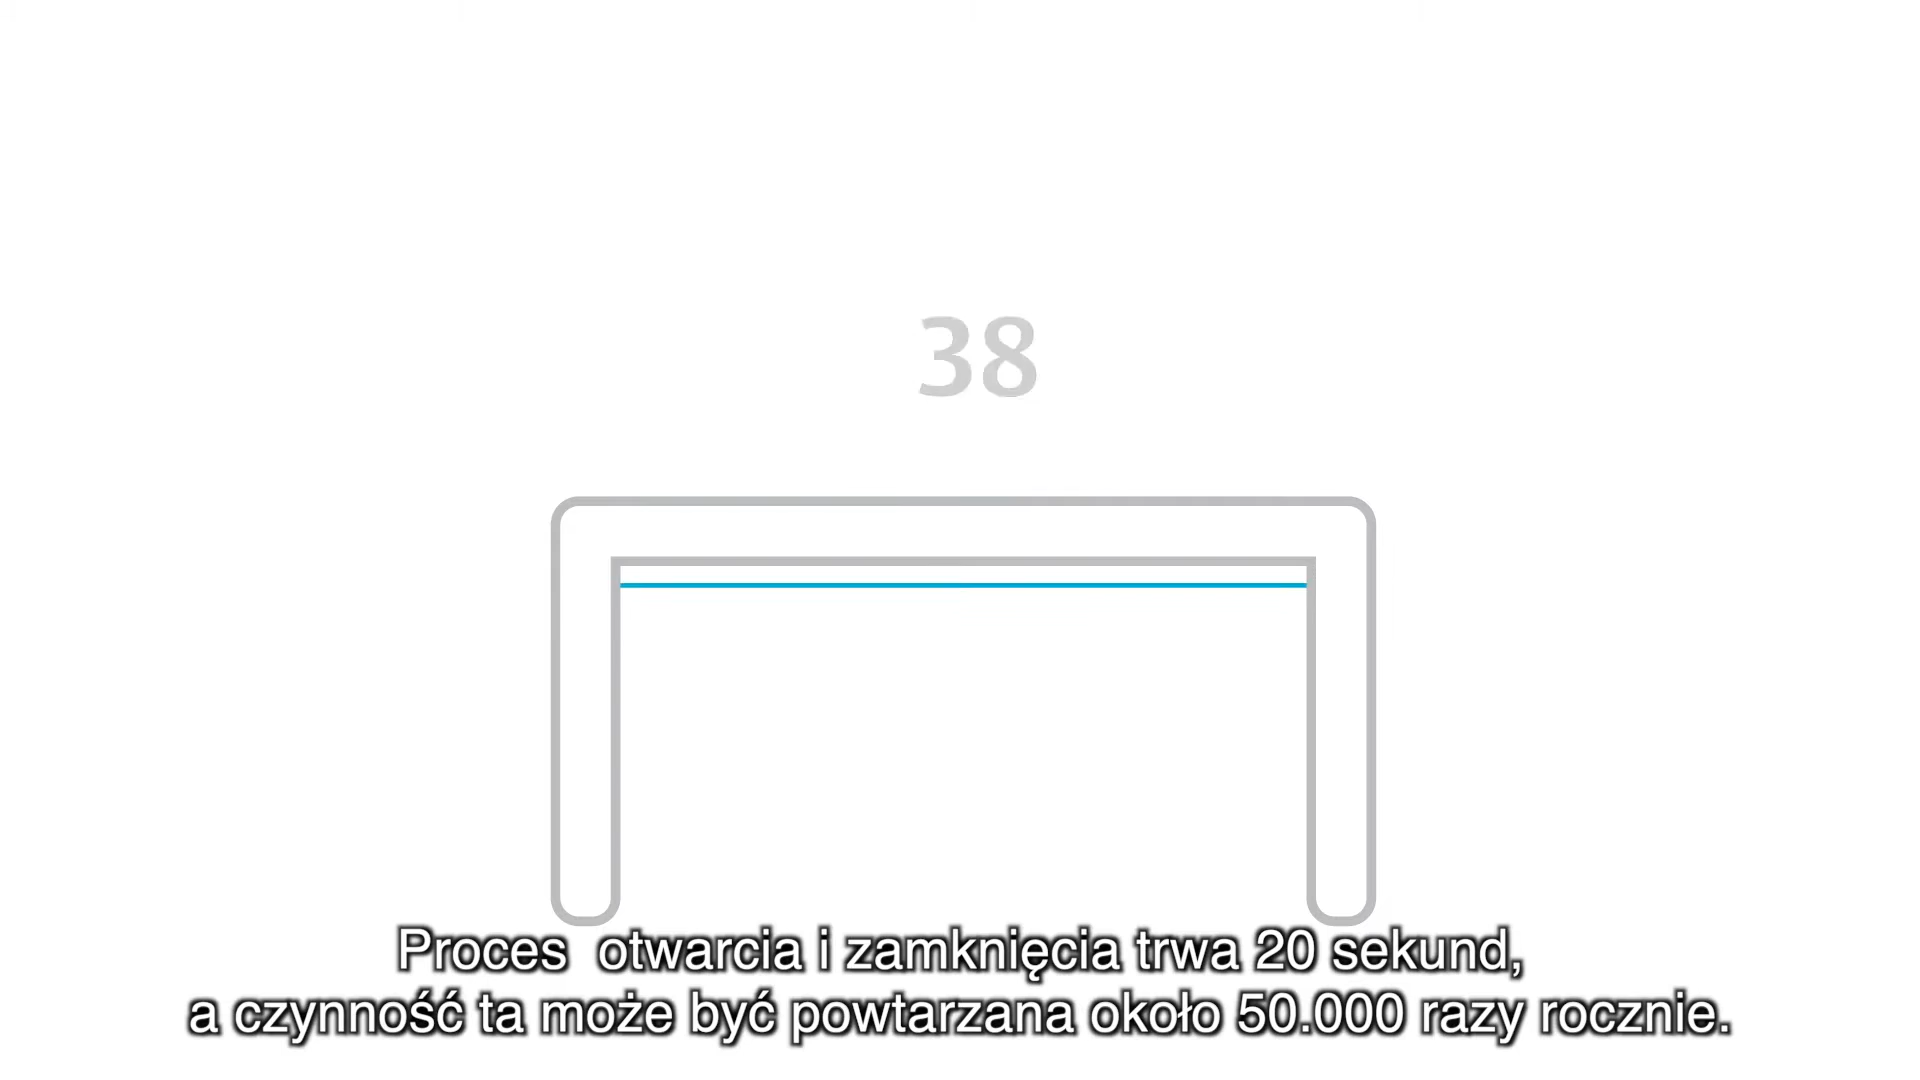 38
Proces  otwarcia i zamknięcia trwa 20 sekund,
a czynność ta może być powtarzana około 50.000 razy rocznie.